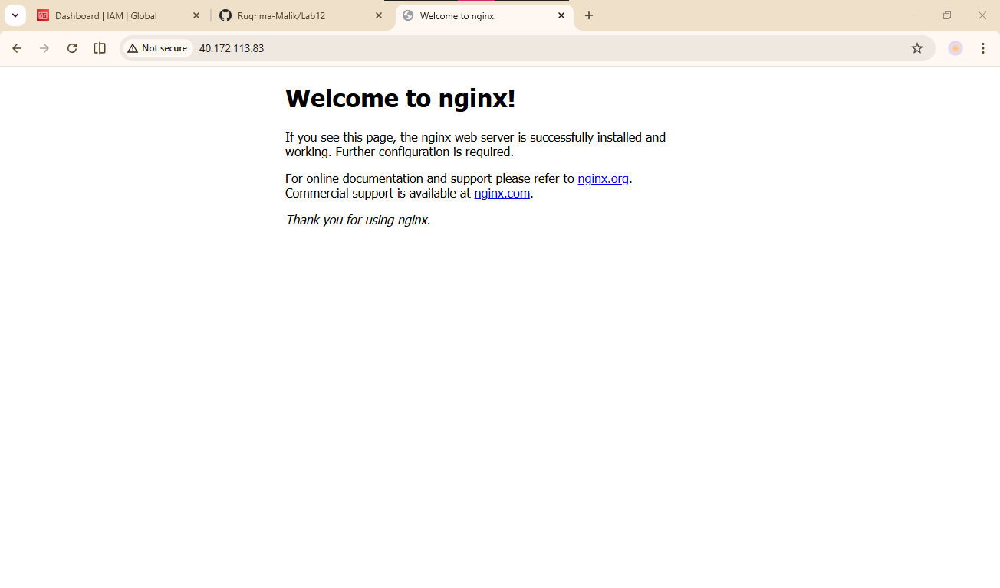 Dashboard | IAM | Global
Rughma-Malik/Lab12
Welcome to nginx!
Not secure
40.172.113.83
Welcome to nginx!
If you see this page, the nginx web server is successfully installed and
working. Further configuration is required.
For online documentation and support please refer to nginx.org.
Commercial support is available at nginx.com.
Thank you for using nginx.